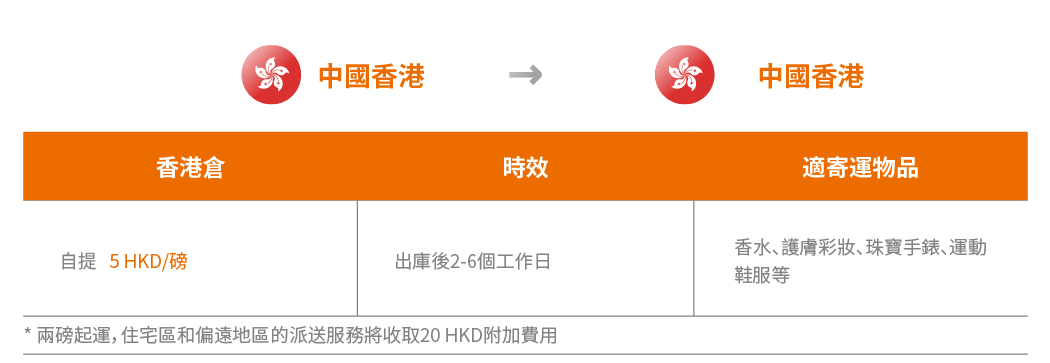 中國香港 → 中國香港
香港倉 時效 適寄運物品
自提 5 HKD/磅 出庫後2-6個工作日 香水、護膚彩妝、珠寶手錶、運動
鞋服等
* 兩磅起運，住宅區和偏遠地區的派送服務將收取20 HKD附加費用